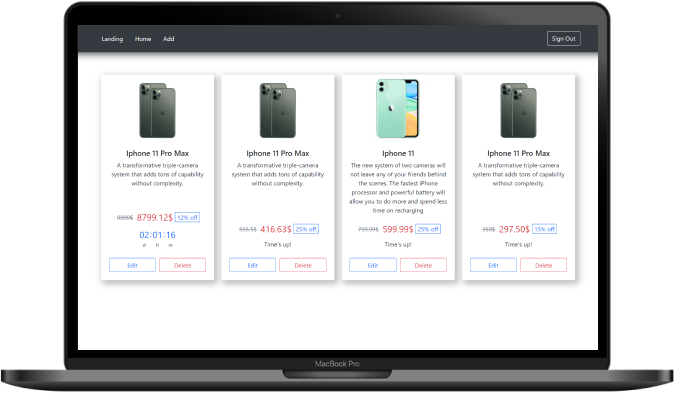 Landing Home Add Sign Out
Iphone 11 Pro Max
A transformative triple-camera
system that adds tons of capability
without complexity.
9999$ 8799.12$ 12% off
02:01:16
d h m
Edit Delete
Iphone 11 Pro Max
A transformative triple-camera
system that adds tons of capability
without complexity.
555.5$ 416.63$ 25% off
Time's up!
Edit Delete
Iphone 11
The new system of two cameras will
not leave any of your friends behind
the scenes. The fastest iPhone
processor and powerful battery will
allow you to do more and spend less
time on recharging
799.99$ 599.99$ 25% off
Time's up!
Edit Delete
Iphone 11 Pro Max
A transformative triple-camera
system that adds tons of capability
without complexity.
350$ 297.50$ 15% off
Time's up!
Edit Delete
MacBook Pro